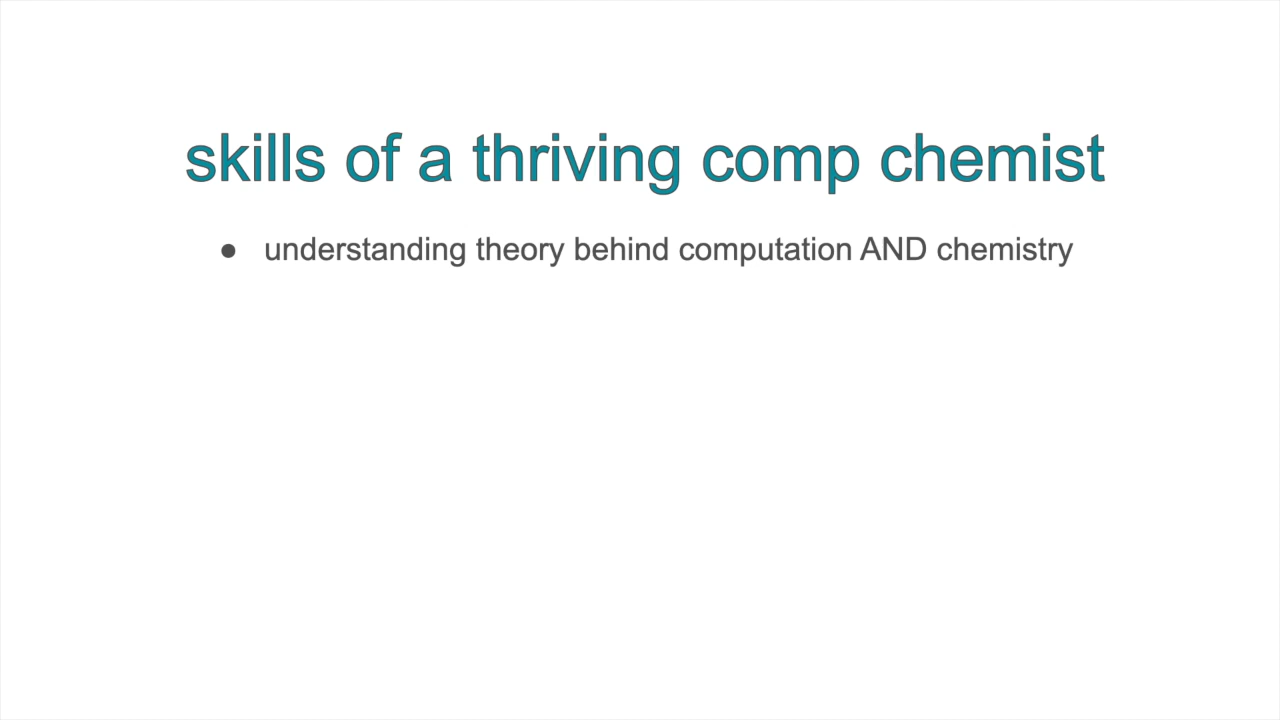 skills of a thriving comp chemist
● understanding theory behind computation AND chemistry